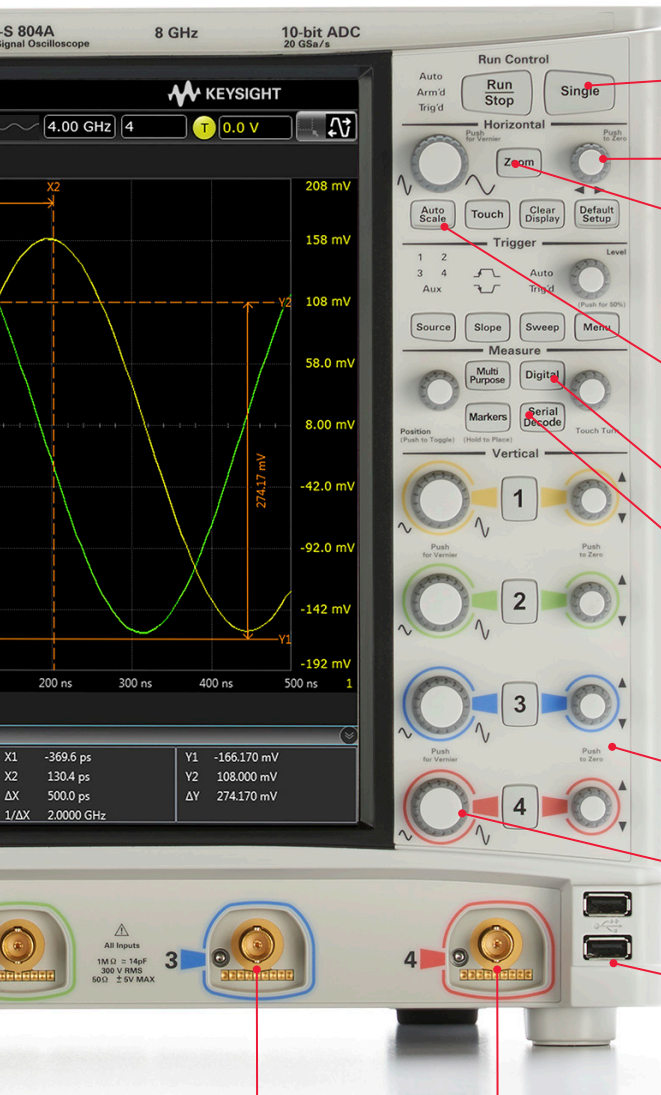 -S 804A
ignal Oscilloscope
8 GHz
10-bit ADC
20 GSa/s
KEYSIGHT
4.00 GHz
4
T
0.0 V
X2
208 mV
158 mV
Y2
108 mV
58.0 mV
8.00 mV
274.17 mV
-42.0 mV
-92.0 mV
-142 mV
Y1
-192 mV
200 ns
300 ns
400 ns
500 ns
1
X1 -369.6 ps
X2 130.4 ps
ΔX 500.0 ps
1/ΔX 2.0000 GHz
Y1 -166.170 mV
Y2 108.000 mV
ΔY 274.170 mV
Run Control
Auto
Arm'd
Trig'd
Run
Stop
Single
Horizontal
Push
for Vernier
Push
to Zero
Zoom
Auto
Scale
Touch
Clear
Display
Default
Setup
Trigger
Level
1 2
3 4
Aux
Auto
Trig'd
(Push for 50%)
Source
Slope
Sweep
Menu
Measure
Multi
Purpose
Digital
Markers
Serial
Decode
Position
(Push to Toggle)
(Hold to Place)
Touch Turn
Vertical
1
Push
for Vernier
Push
to Zero
2
3
Push
for Vernier
Push
to Zero
4
All Inputs
1M Ω = 14pF
300 V RMS
50Ω ± 5V MAX
3
4